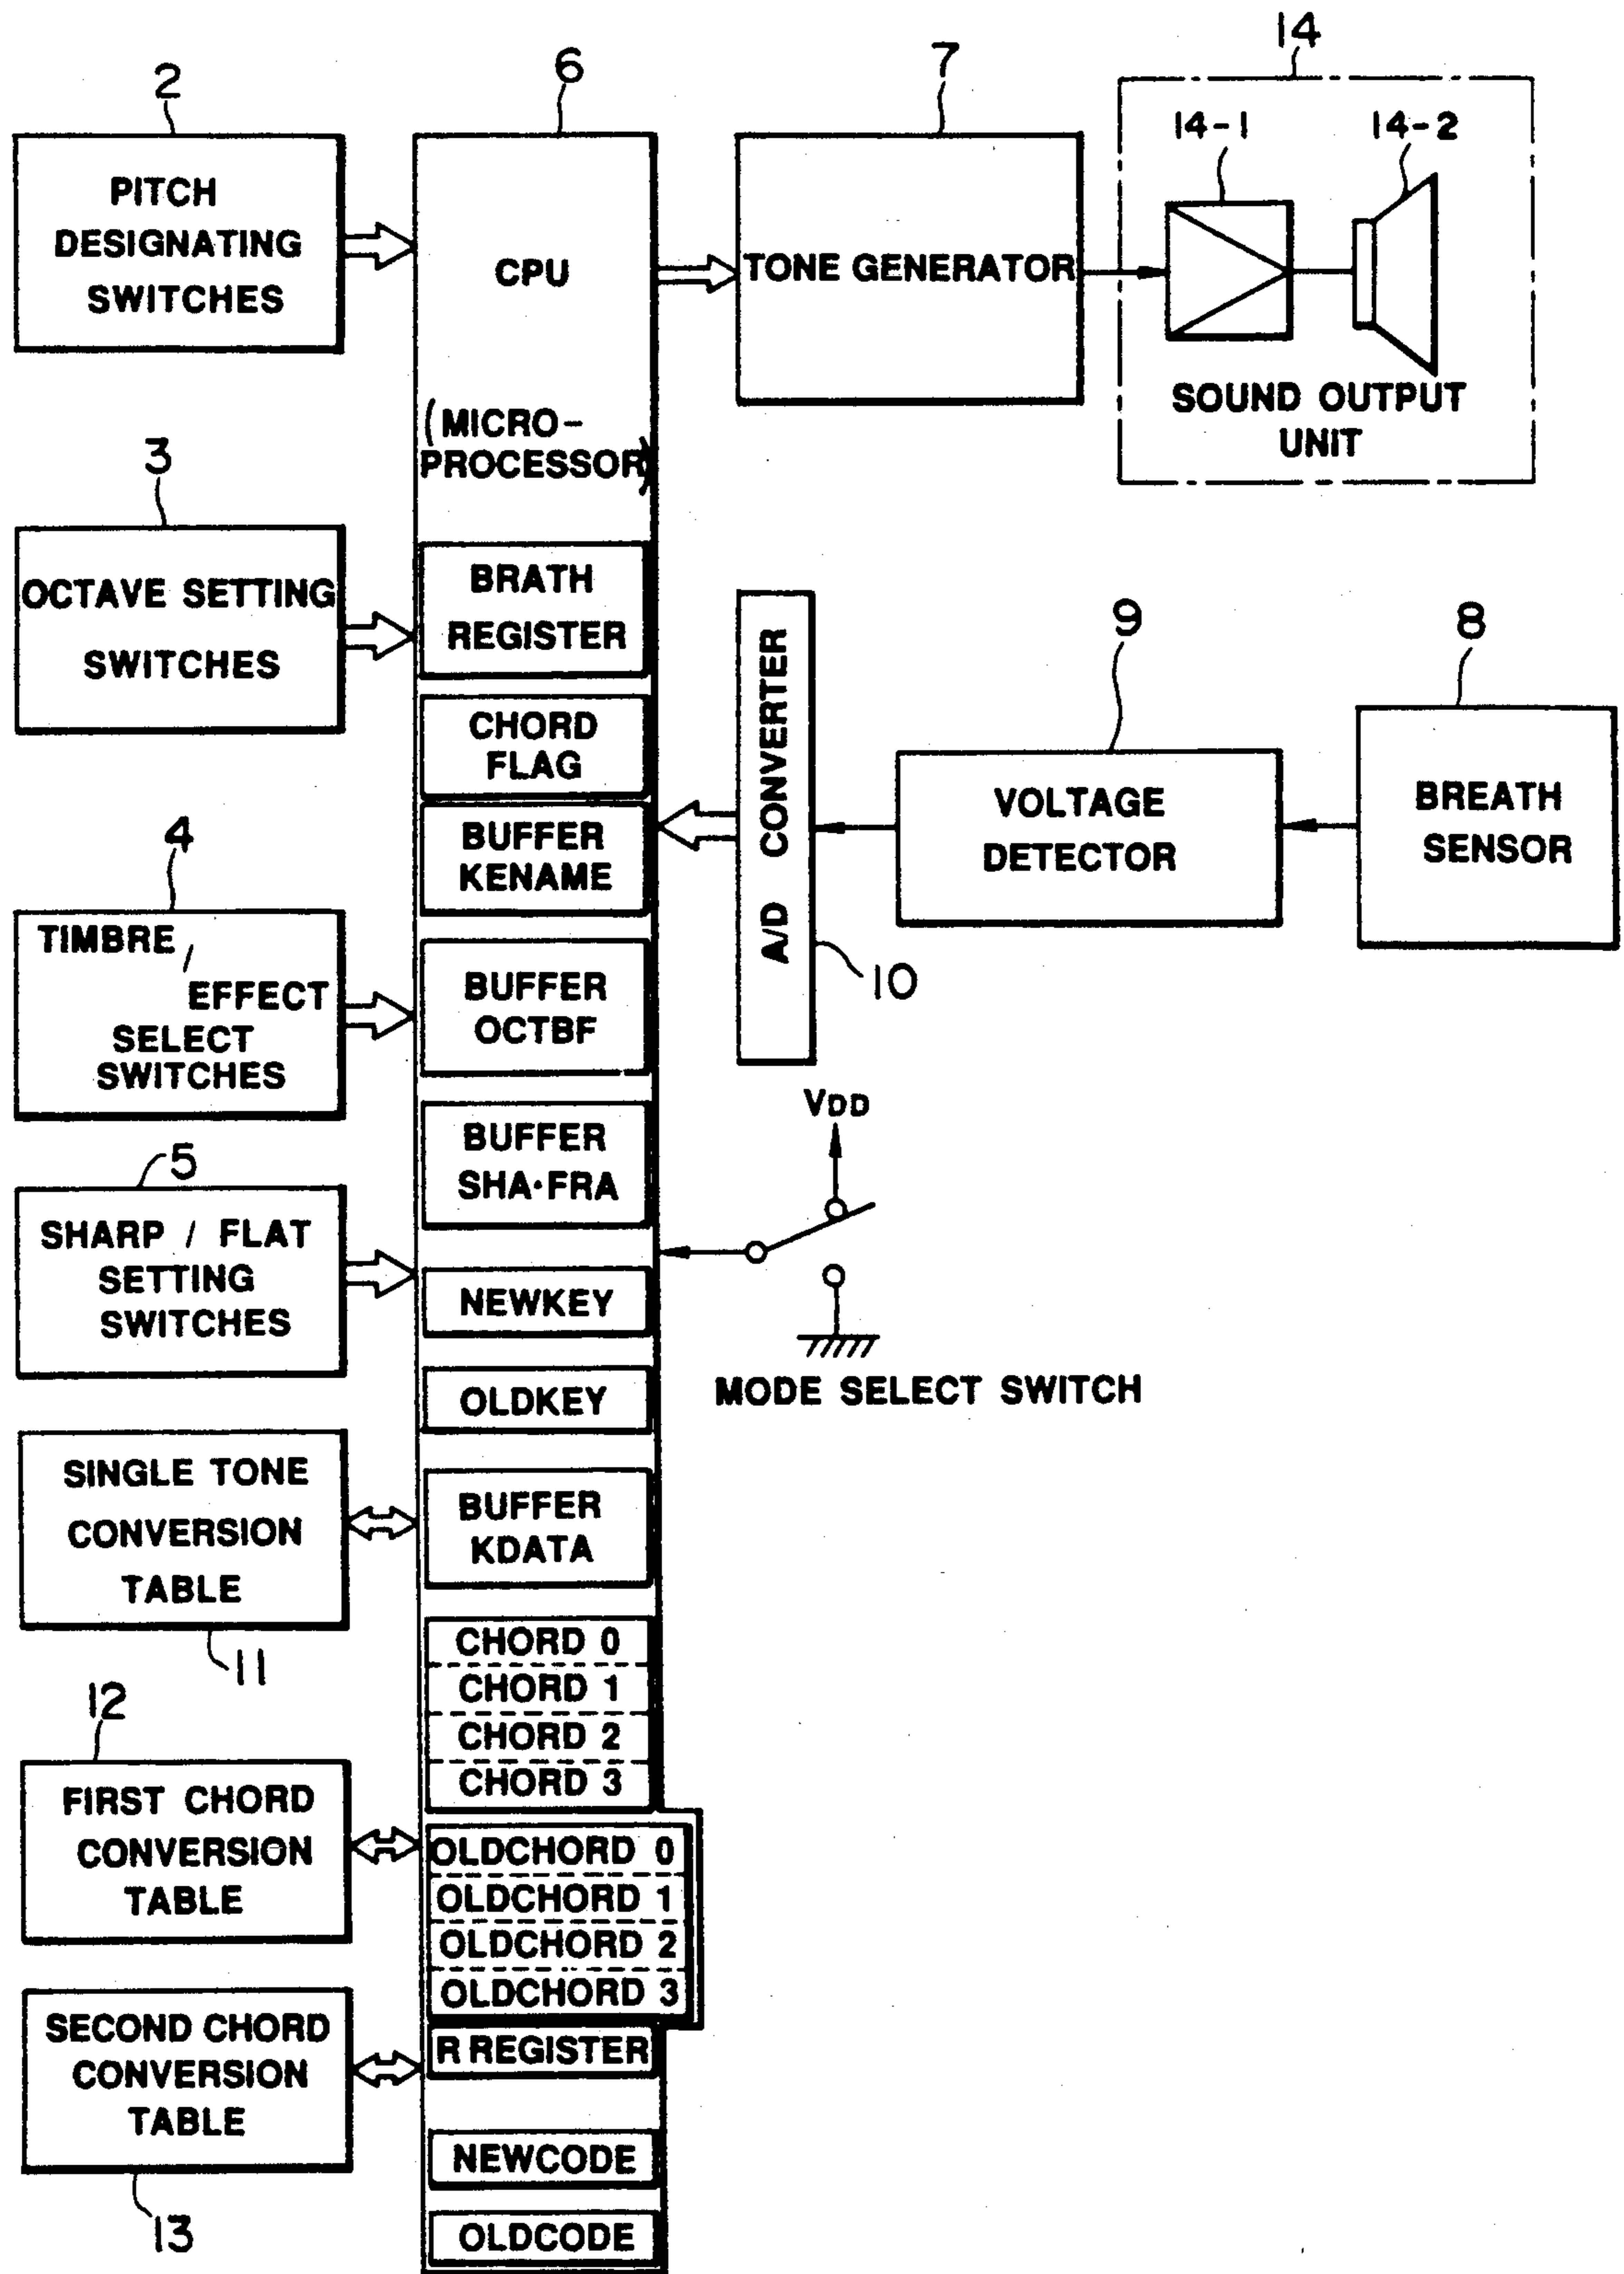 2
PITCH
DESIGNATING
SWITCHES
3
OCTAVE SETTING
SWITCHES
4
TIMBRE /
EFFECT
SELECT
SWITCHES
5
SHARP / FLAT
SETTING
SWITCHES
SINGLE TONE
CONVERSION
TABLE
11
12
FIRST CHORD
CONVERSION
TABLE
SECOND CHORD
CONVERSION
TABLE
13
6
CPU
(MICRO-
PROCESSOR)
BRATH
REGISTER
CHORD
FLAG
BUFFER
KENAME
BUFFER
OCTBF
BUFFER
SHA·FRA
NEWKEY
OLDKEY
BUFFER
KDATA
CHORD 0
CHORD 1
CHORD 2
CHORD 3
OLDCHORD 0
OLDCHORD 1
OLDCHORD 2
OLDCHORD 3
R REGISTER
NEWCODE
OLDCODE
7
TONE GENERATOR
14
14-1
14-2
SOUND OUTPUT
UNIT
A/D CONVERTER
10
9
VOLTAGE
DETECTOR
8
BREATH
SENSOR
VDD
MODE SELECT SWITCH